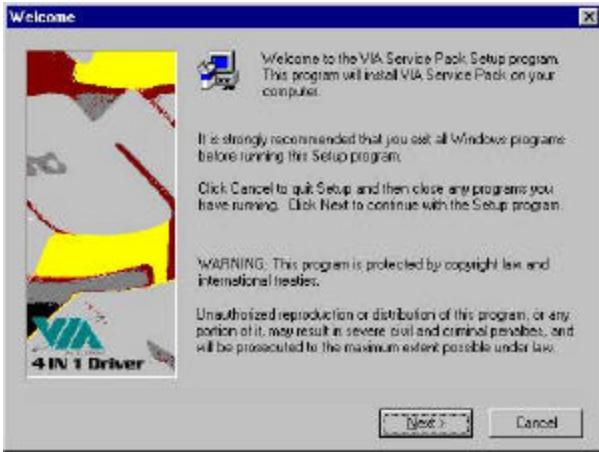 Welcome
Welcome to the VIA Service Pack Setup program.
This program will install VIA Service Pack on your
computer.
It is strongly recommended that you exit all Windows programs
before running this Setup program.
Click Cancel to quit Setup and then close any programs you
have running. Click Next to continue with the Setup program.
WARNING: This program is protected by copyright law and
international treaties.
Unauthorized reproduction or distribution of this program, or any
portion of it, may result in severe civil and criminal penalties, and
will be prosecuted to the maximum extent possible under law.
VIA
4 IN 1 Driver
Next >
Cancel